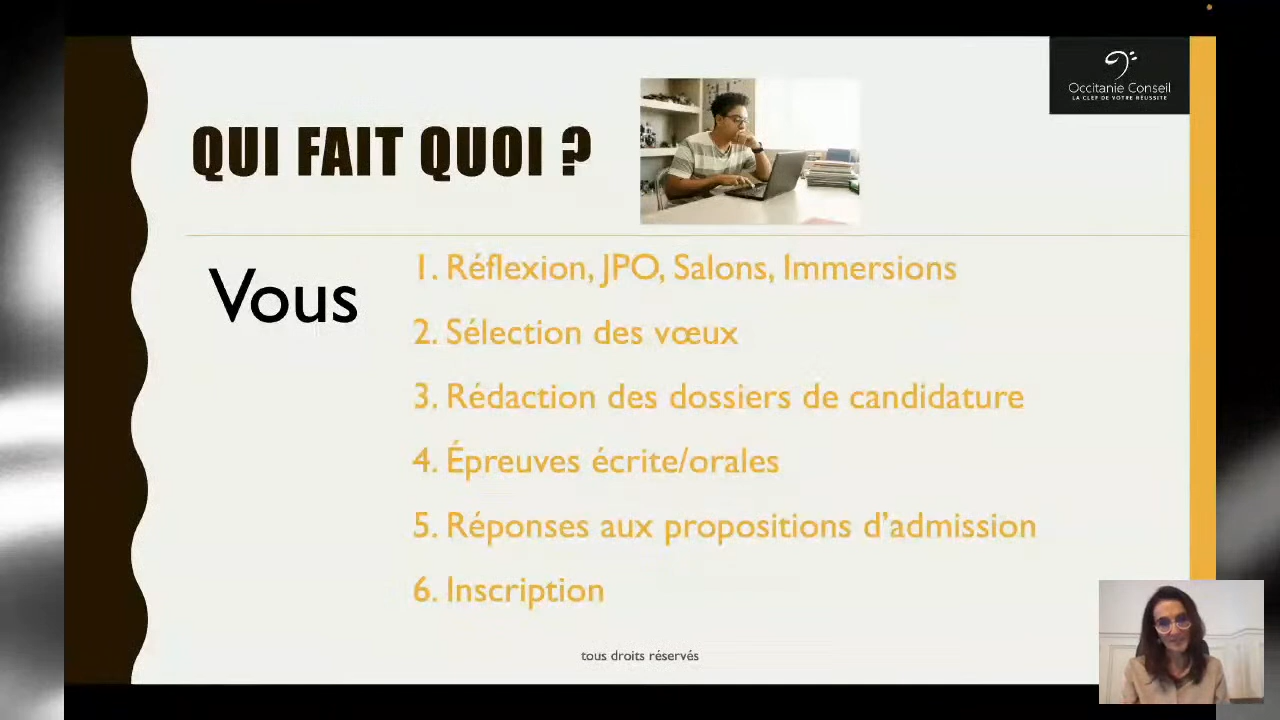 Occitanie Conseil
LA CLEF DE VOTRE RÉUSSITE
QUI FAIT QUOI ?
Vous
1. Réflexion, JPO, Salons, Immersions
2. Sélection des vœux
3. Rédaction des dossiers de candidature
4. Épreuves écrite/orales
5. Réponses aux propositions d’admission
6. Inscription
tous droits réservés